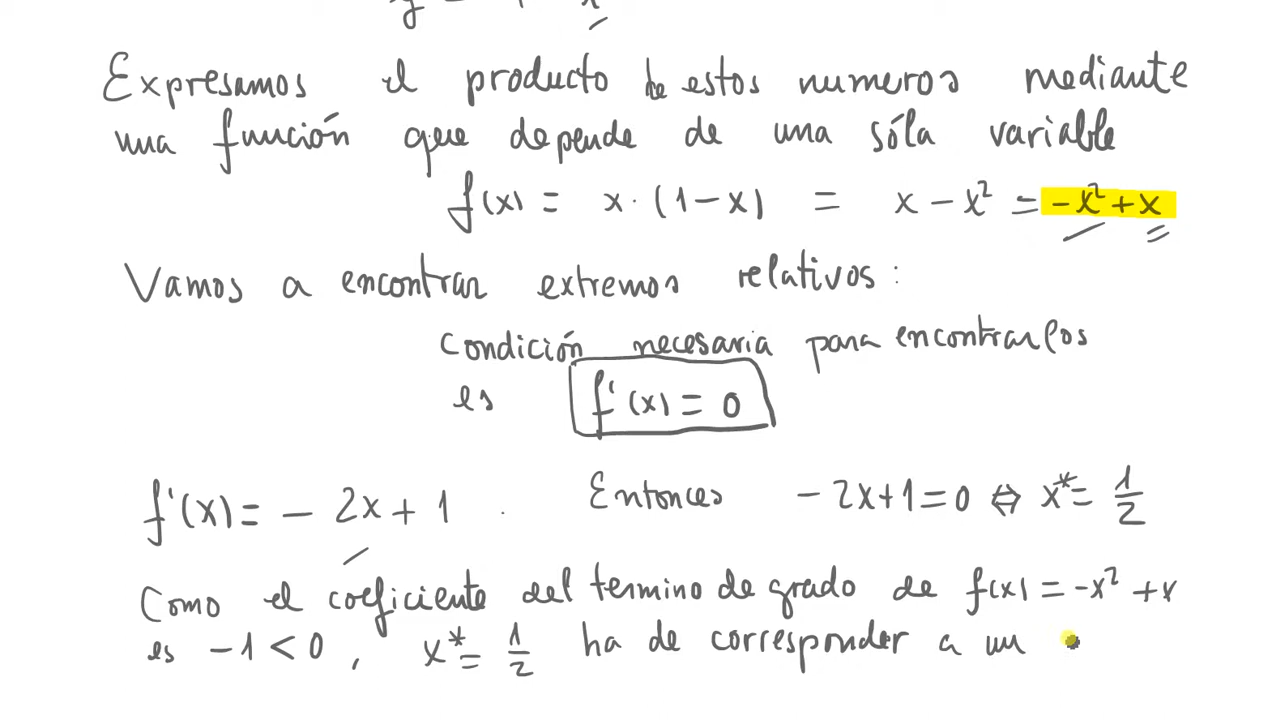 Expresamos el producto de estos numeros mediante
una función que depende de una sóla variable
f(x) = x · (1-x) = x - x² = -x² + x
Vamos a encontrar extremos relativos :
Condición necesaria para encontrarlos
es f'(x) = 0
f'(x) = - 2x + 1 . Entonces - 2x+1 = 0 ⇔ x* = 1/2
Como el coeficiente del termino de grado de f(x) = -x² + x
es -1 < 0 , x* = 1/2 ha de corresponder a un